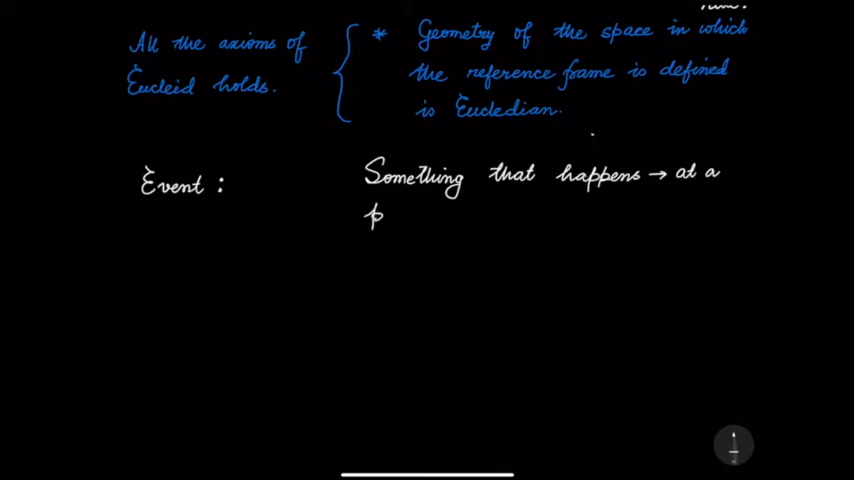 All the axioms of
Eucleid holds.
* Geometry of the space in which
the reference frame is defined
is Eucledian.
Event : Something that happens → at a
p